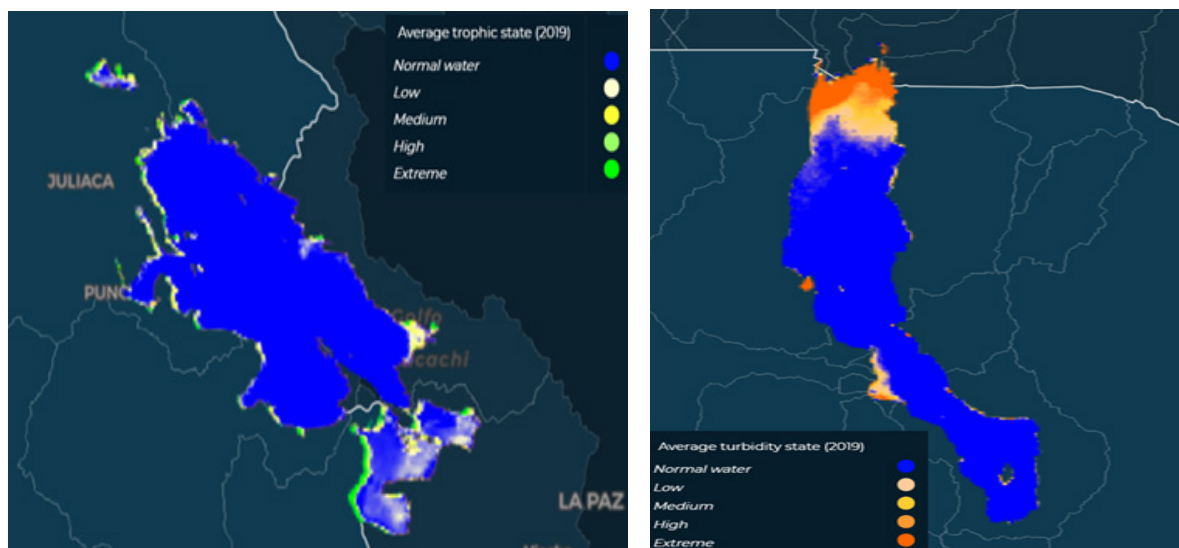 Average trophic state (2019)
Normal water
Low
Medium
High
Extreme
JULIACA
PUNO
Golfo
LA PAZ
Average turbidity state (2019)
Normal water
Low
Medium
High
Extreme